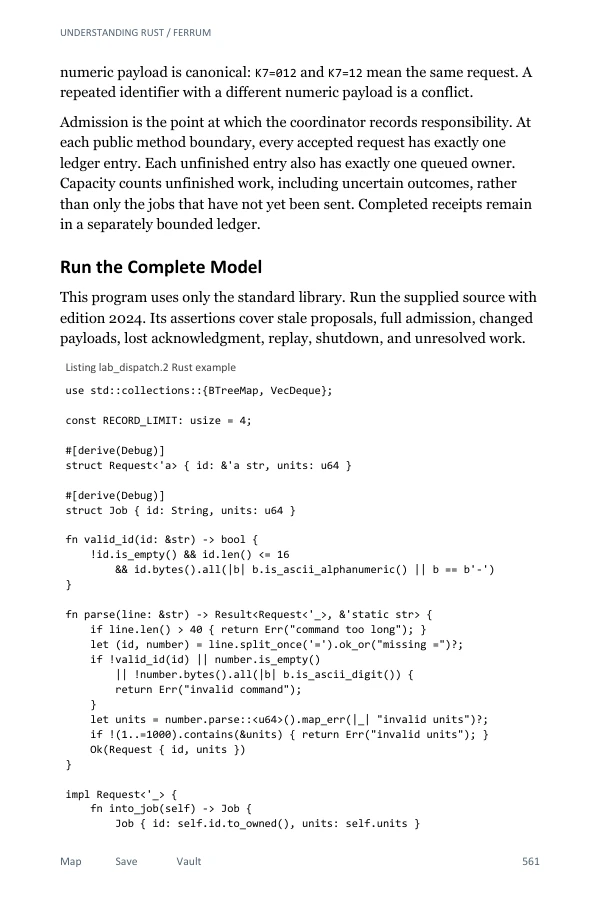 UNDERSTANDING RUST / FERRUM
numeric payload is canonical: K7=012 and K7=12 mean the same request. A
repeated identifier with a different numeric payload is a conflict.
Admission is the point at which the coordinator records responsibility. At
each public method boundary, every accepted request has exactly one
ledger entry. Each unfinished entry also has exactly one queued owner.
Capacity counts unfinished work, including uncertain outcomes, rather
than only the jobs that have not yet been sent. Completed receipts remain
in a separately bounded ledger.
Run the Complete Model
This program uses only the standard library. Run the supplied source with
edition 2024. Its assertions cover stale proposals, full admission, changed
payloads, lost acknowledgment, replay, shutdown, and unresolved work.
Listing lab_dispatch.2 Rust example
use std::collections::{BTreeMap, VecDeque};
const RECORD_LIMIT: usize = 4;
#[derive(Debug)]
struct Request<'a> { id: &'a str, units: u64 }
#[derive(Debug)]
struct Job { id: String, units: u64 }
fn valid_id(id: &str) -> bool {
    !id.is_empty() && id.len() <= 16
        && id.bytes().all(|b| b.is_ascii_alphanumeric() || b == b'-')
}
fn parse(line: &str) -> Result<Request<'_>, &'static str> {
    if line.len() > 40 { return Err("command too long"); }
    let (id, number) = line.split_once('=').ok_or("missing =")?;
    if !valid_id(id) || number.is_empty()
        || !number.bytes().all(|b| b.is_ascii_digit()) {
        return Err("invalid command");
    }
    let units = number.parse::<u64>().map_err(|_| "invalid units")?;
    if !(1..=1000).contains(&units) { return Err("invalid units"); }
    Ok(Request { id, units })
}
impl Request<'_> {
    fn into_job(self) -> Job {
        Job { id: self.id.to_owned(), units: self.units }
Map Save Vault 561